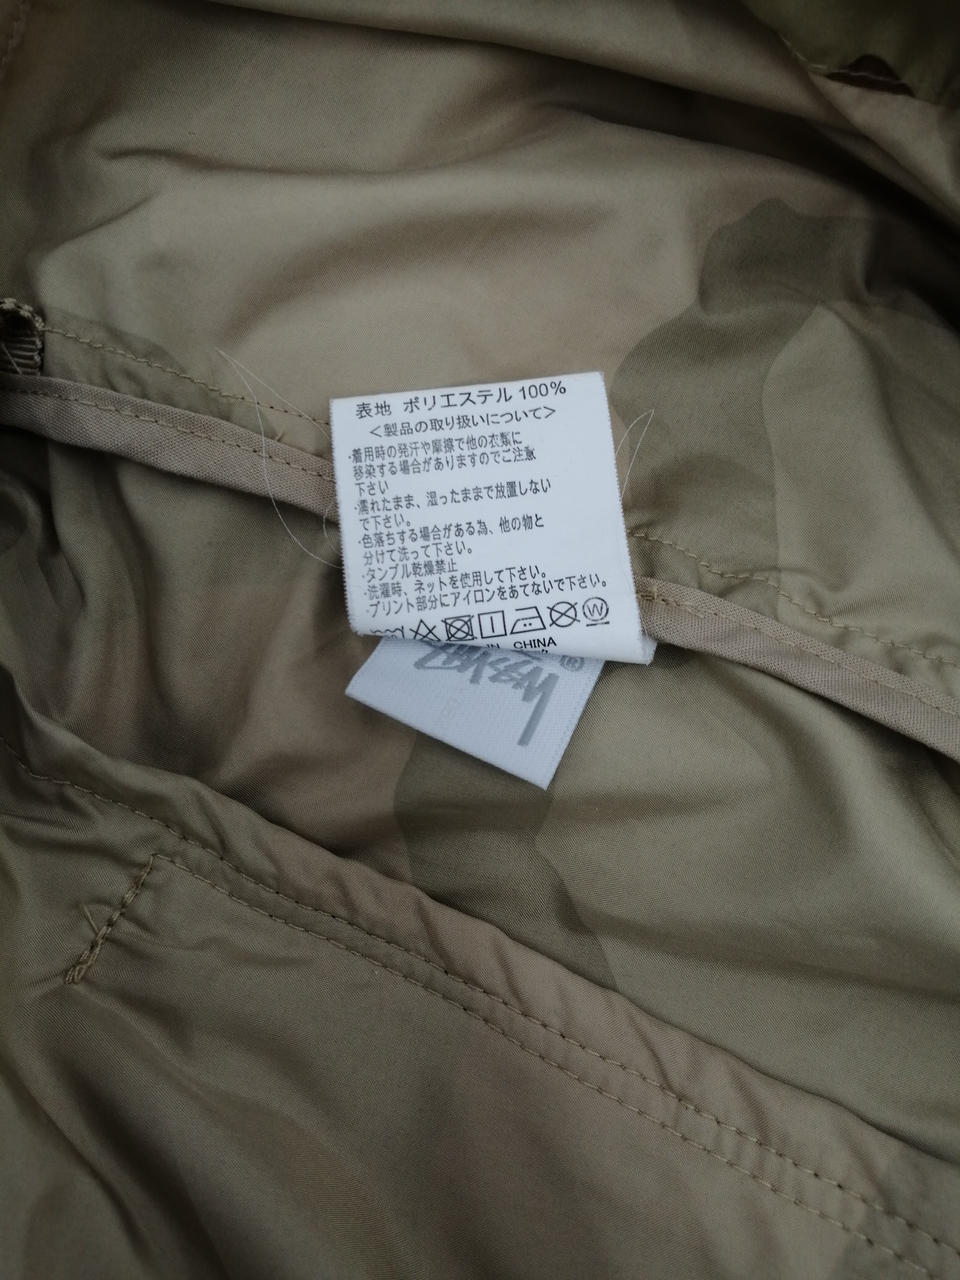 表地 ポリエステル 100%
＜製品の取り扱いについて＞
・着用時の発汗や摩擦で他の衣類に
移染する場合がありますのでご注意
下さい
・濡れたまま、湿ったままで放置しない
で下さい。
・色落ちする場合がある為、他の物と
分けて洗って下さい。
・タンブル乾燥禁止
・洗濯時、ネットを使用して下さい。
・プリント部分にアイロンをあてないで下さい。
W
IN CHINA
®